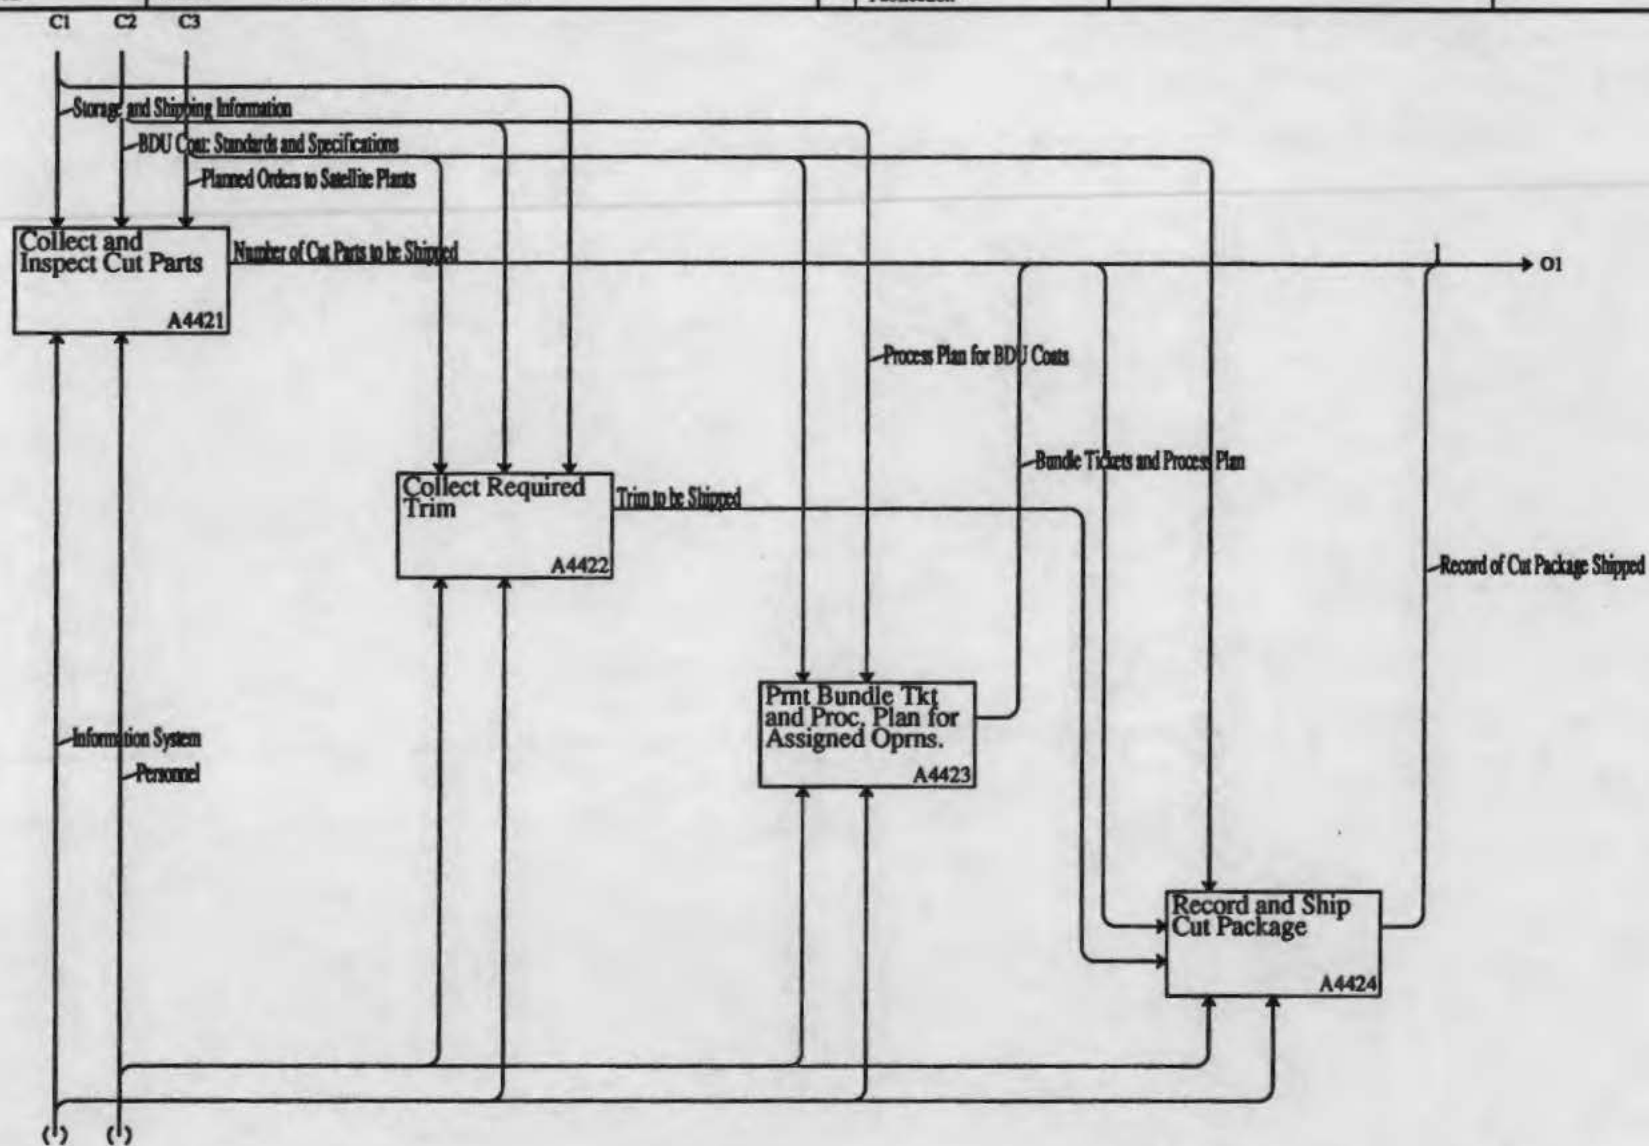 C1 C2 C3
Storage and Shipping Information
BDU Coat: Standards and Specifications
Planned Orders to Satellite Plants
Collect and
Inspect Cut Parts
A4421
Number of Cut Parts to be Shipped
O1
Process Plan for BDU Coats
Bundle Tickets and Process Plan
Collect Required
Trim
A4422
Trim to be Shipped
Record of Cut Package Shipped
Prnt Bundle Tkt
and Proc. Plan for
Assigned Oprns.
A4423
Information System
Personnel
Record and Ship
Cut Package
A4424
( ) ( )